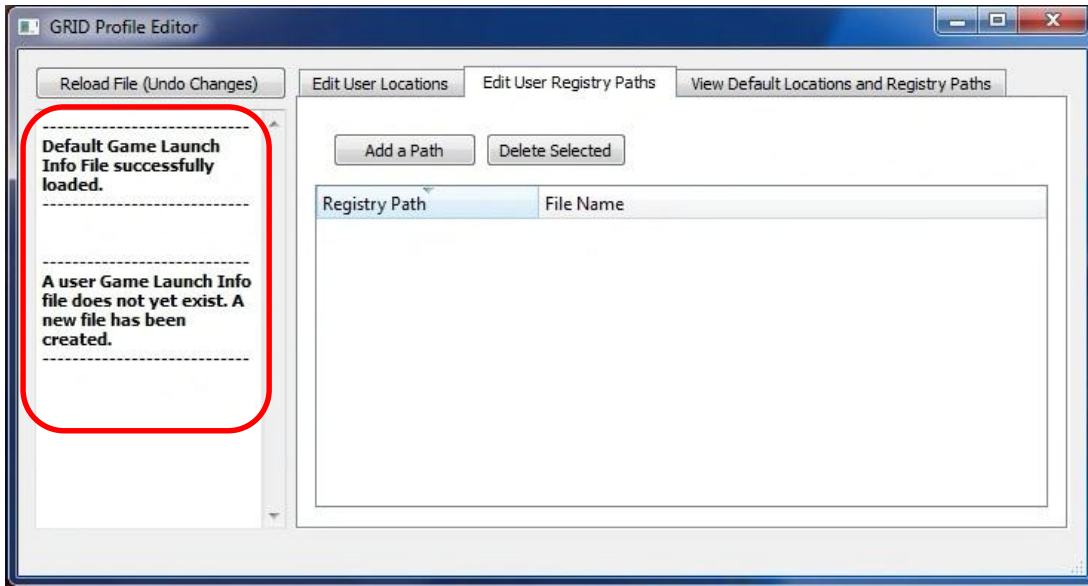 GRID Profile Editor
Reload File (Undo Changes)
Edit User Locations
Edit User Registry Paths
View Default Locations and Registry Paths
----------------------------
Default Game Launch
Info File successfully
loaded.
----------------------------
----------------------------
A user Game Launch Info
file does not yet exist. A
new file has been
created.
----------------------------
Add a Path
Delete Selected
Registry Path
File Name